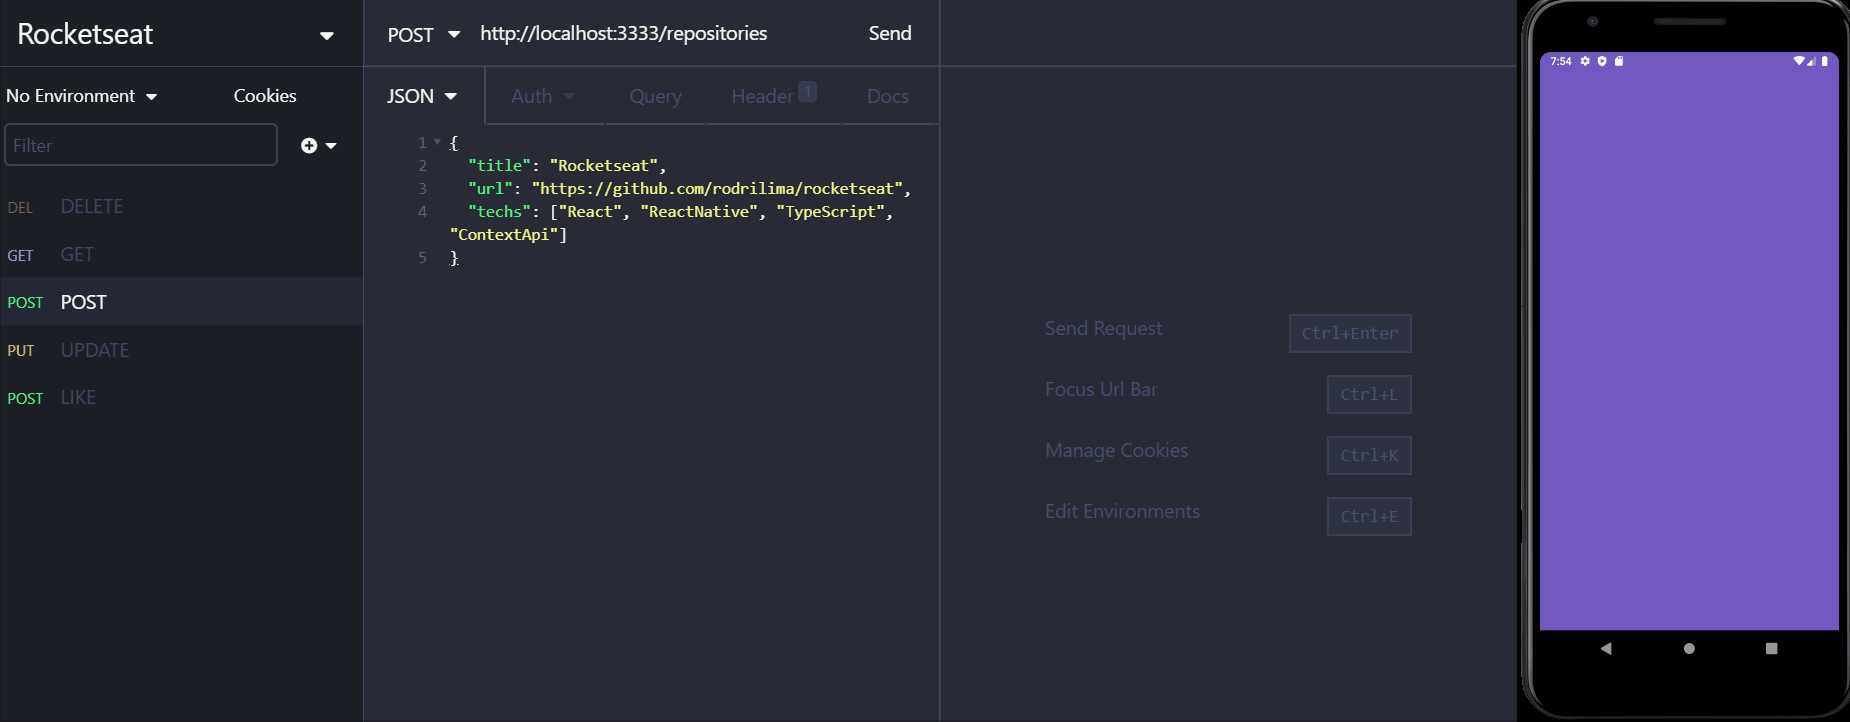 Rocketseat
No Environment
Cookies
Filter
DEL DELETE
GET GET
POST POST
PUT UPDATE
POST LIKE
POST http://localhost:3333/repositories Send
JSON Auth Query Header 1 Docs
1 {
2 "title": "Rocketseat",
3 "url": "https://github.com/rodrilima/rocketseat",
4 "techs": ["React", "ReactNative", "TypeScript",
"ContextApi"]
5 }
Send Request Ctrl+Enter
Focus Url Bar Ctrl+L
Manage Cookies Ctrl+K
Edit Environments Ctrl+E
7:54